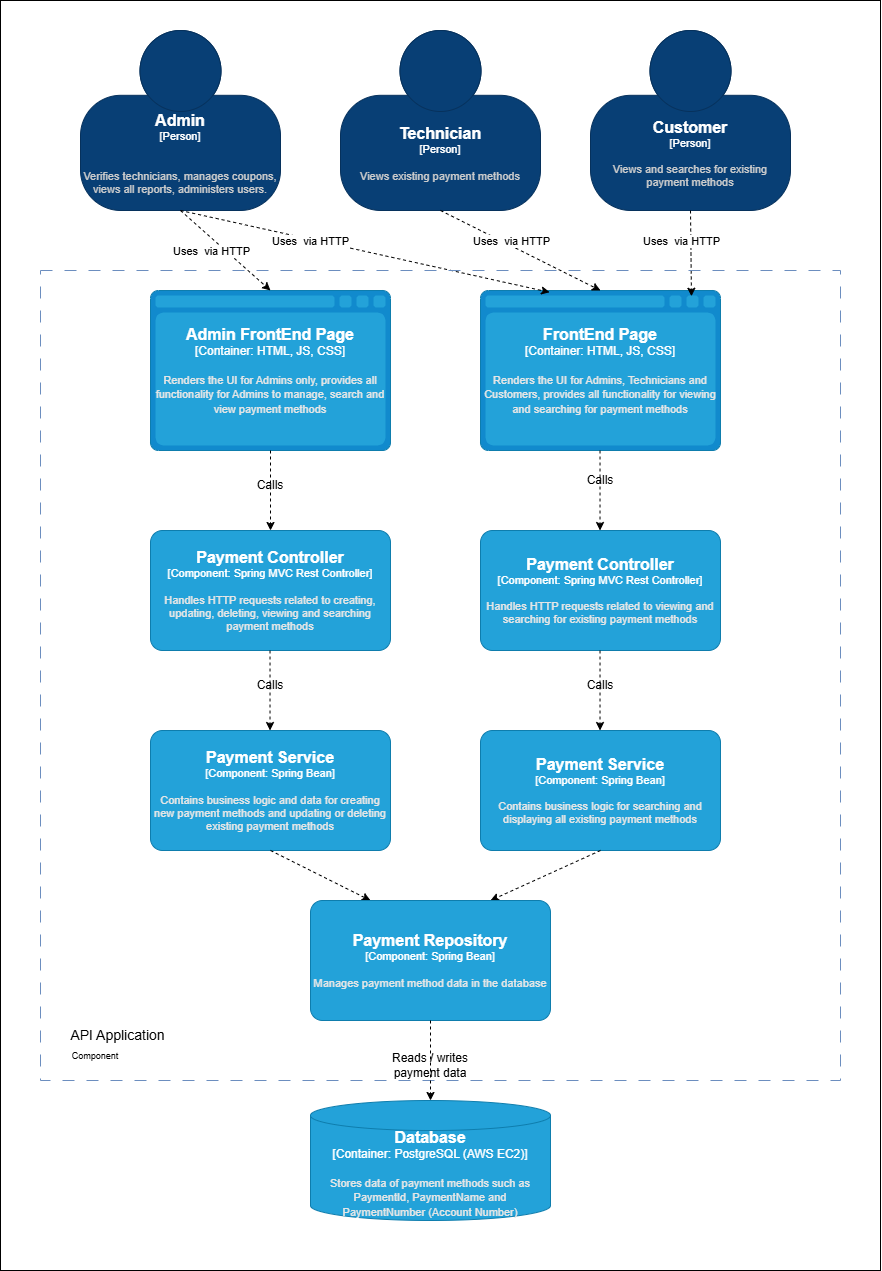 Admin
[Person]
Verifies technicians, manages coupons,
view all reports, administers users.
Technician
[Person]
Views existing payment methods
Customer
[Person]
Views and searches for existing
payment methods
Uses  via HTTP
Uses  via HTTP
Uses  via HTTP
Uses  via HTTP
Admin FrontEnd Page
[Container: HTML, JS, CSS]
Renders the UI for Admins only, provides all
functionality for Admins to manage, search and
view payment methods
FrontEnd Page
[Container: HTML, JS, CSS]
Renders the UI for Admins, Technicians and
Customers, provides all functionality for viewing
and searching for payment methods
Calls
Calls
Payment Controller
[Component: Spring MVC Rest Controller]
Handles HTTP requests related to creating,
updating, deleting, viewing and searching
payment methods
Payment Controller
[Component: Spring MVC Rest Controller]
Handles HTTP requests related to viewing and
searching for existing payment methods
Calls
Calls
Payment Service
[Component: Spring Bean]
Contains business logic and data for creating
new payment methods and updating or deleting
existing payment methods
Payment Service
[Component: Spring Bean]
Contains business logic for searching and
displaying all existing payment methods
Payment Repository
[Component: Spring Bean]
Manages payment method data in the database
API Application
Component
Reads / writes
payment data
Database
[Container: PostgreSQL (AWS EC2)]
Stores data of payment methods such as
PaymentId, PaymentName and
PaymentNumber (Account Number)